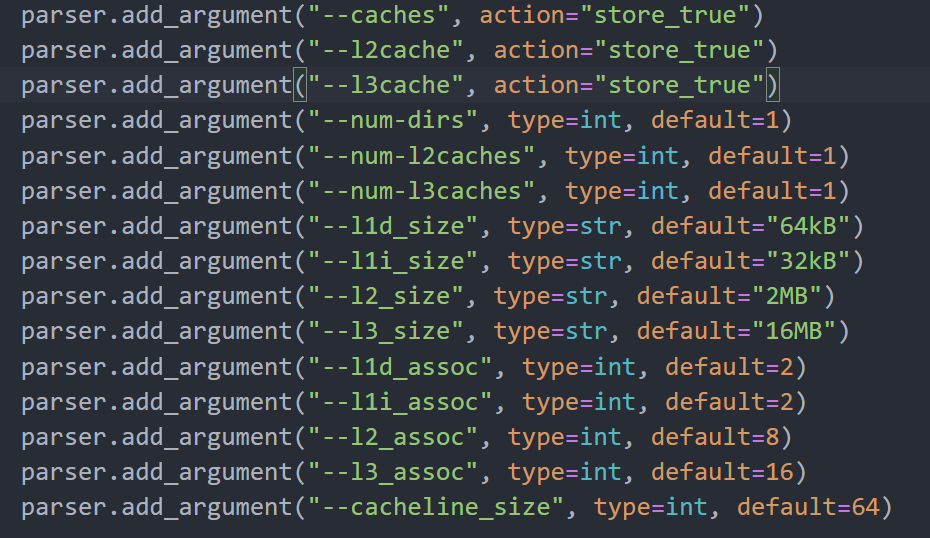 parser.add_argument("--caches", action="store_true")
parser.add_argument("--l2cache", action="store_true")
parser.add_argument("--l3cache", action="store_true")
parser.add_argument("--num-dirs", type=int, default=1)
parser.add_argument("--num-l2caches", type=int, default=1)
parser.add_argument("--num-l3caches", type=int, default=1)
parser.add_argument("--l1d_size", type=str, default="64kB")
parser.add_argument("--l1i_size", type=str, default="32kB")
parser.add_argument("--l2_size", type=str, default="2MB")
parser.add_argument("--l3_size", type=str, default="16MB")
parser.add_argument("--l1d_assoc", type=int, default=2)
parser.add_argument("--l1i_assoc", type=int, default=2)
parser.add_argument("--l2_assoc", type=int, default=8)
parser.add_argument("--l3_assoc", type=int, default=16)
parser.add_argument("--cacheline_size", type=int, default=64)